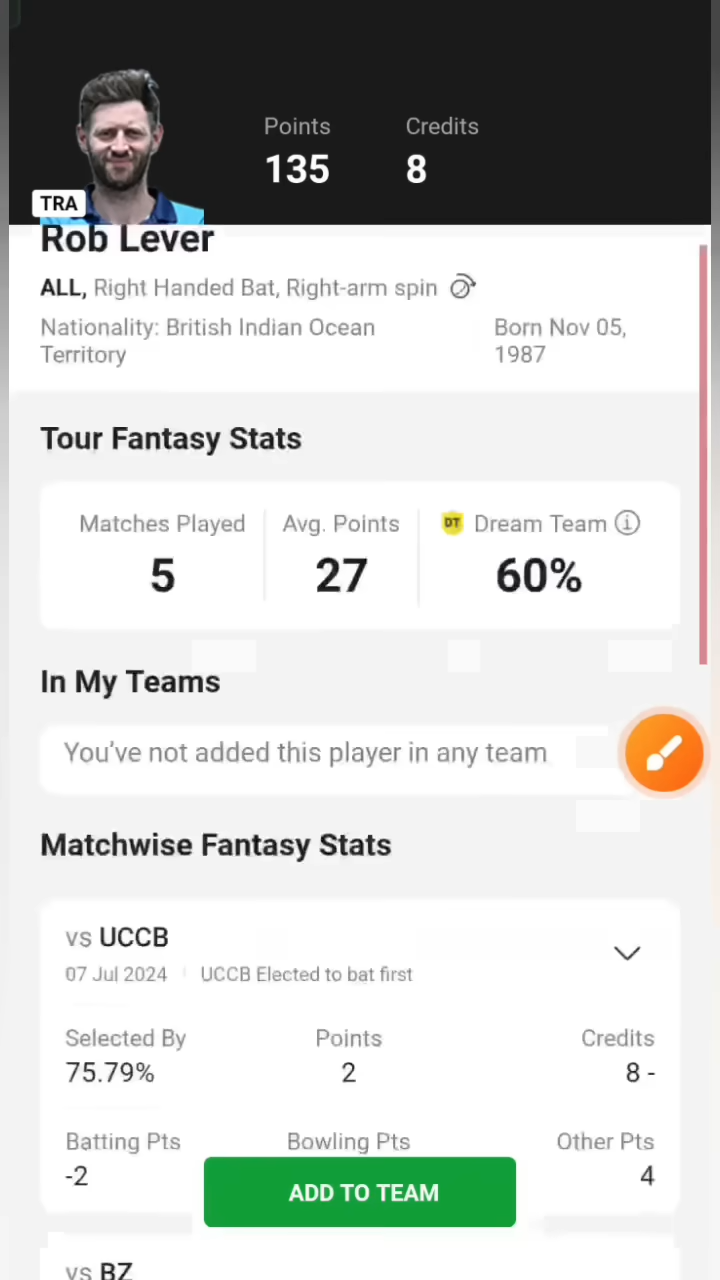 Points Credits
135 8
TRA
Rob Lever
ALL, Right Handed Bat, Right-arm spin
Nationality: British Indian Ocean Territory
Born Nov 05, 1987
Tour Fantasy Stats
Matches Played Avg. Points DT Dream Team
5 27 60%
In My Teams
You've not added this player in any team
Matchwise Fantasy Stats
vs UCCB
07 Jul 2024 UCCB Elected to bat first
Selected By Points Credits
75.79% 2 8 -
Batting Pts Bowling Pts Other Pts
-2 4
ADD TO TEAM
vs BZ